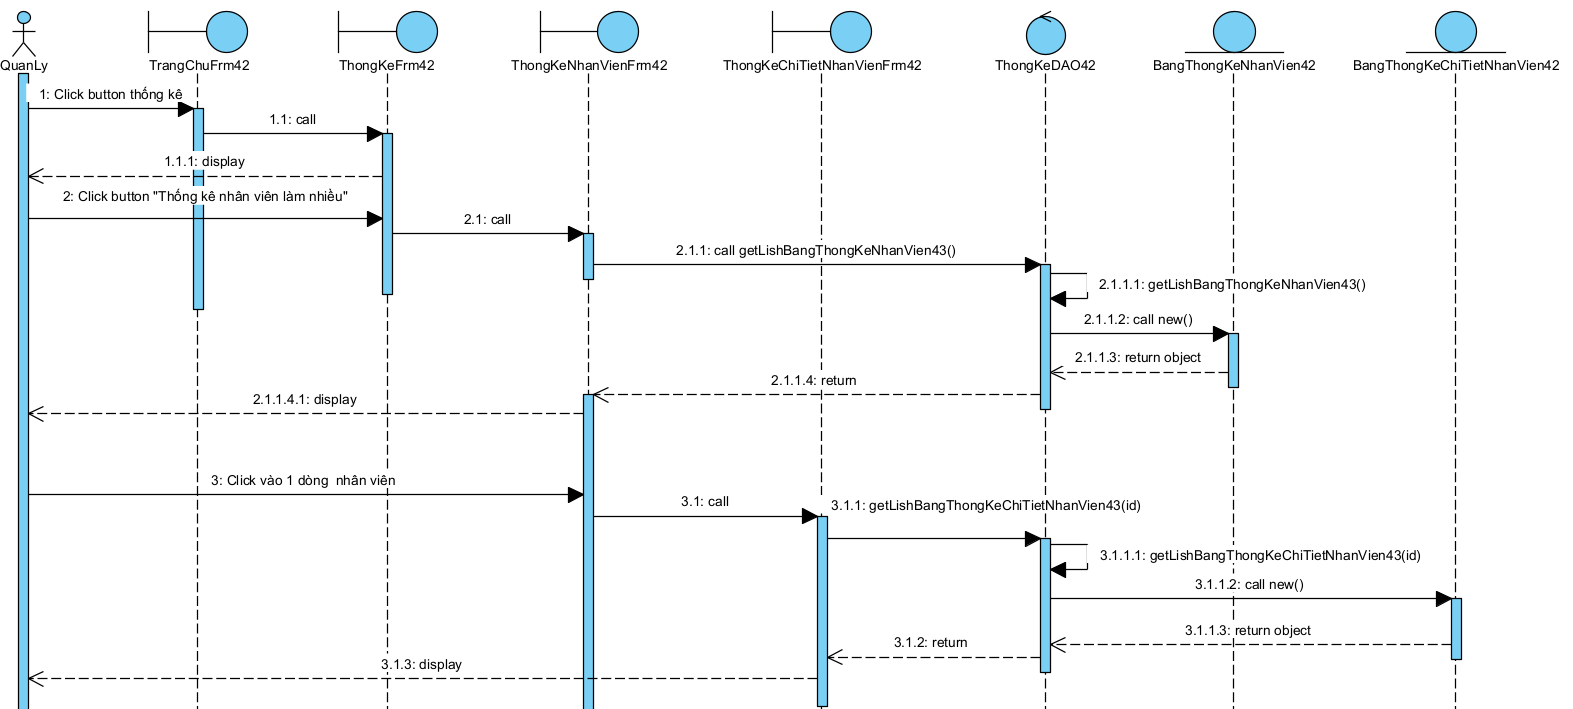 QuanLy
TrangChuFrm42
ThongKeFrm42
ThongKeNhanVienFrm42
ThongKeChiTietNhanVienFrm42
ThongKeDAO42
BangThongKeNhanVien42
BangThongKeChiTietNhanVien42
1: Click button thống kê
1.1: call
1.1.1: display
2: Click button "Thống kê nhân viên làm nhiều"
2.1: call
2.1.1: call getLishBangThongKeNhanVien43()
2.1.1.1: getLishBangThongKeNhanVien43()
2.1.1.2: call new()
2.1.1.3: return object
2.1.1.4: return
2.1.1.4.1: display
3: Click vào 1 dòng  nhân viên
3.1: call
3.1.1: getLishBangThongKeChiTietNhanVien43(id)
3.1.1.1: getLishBangThongKeChiTietNhanVien43(id)
3.1.1.2: call new()
3.1.1.3: return object
3.1.2: return
3.1.3: display